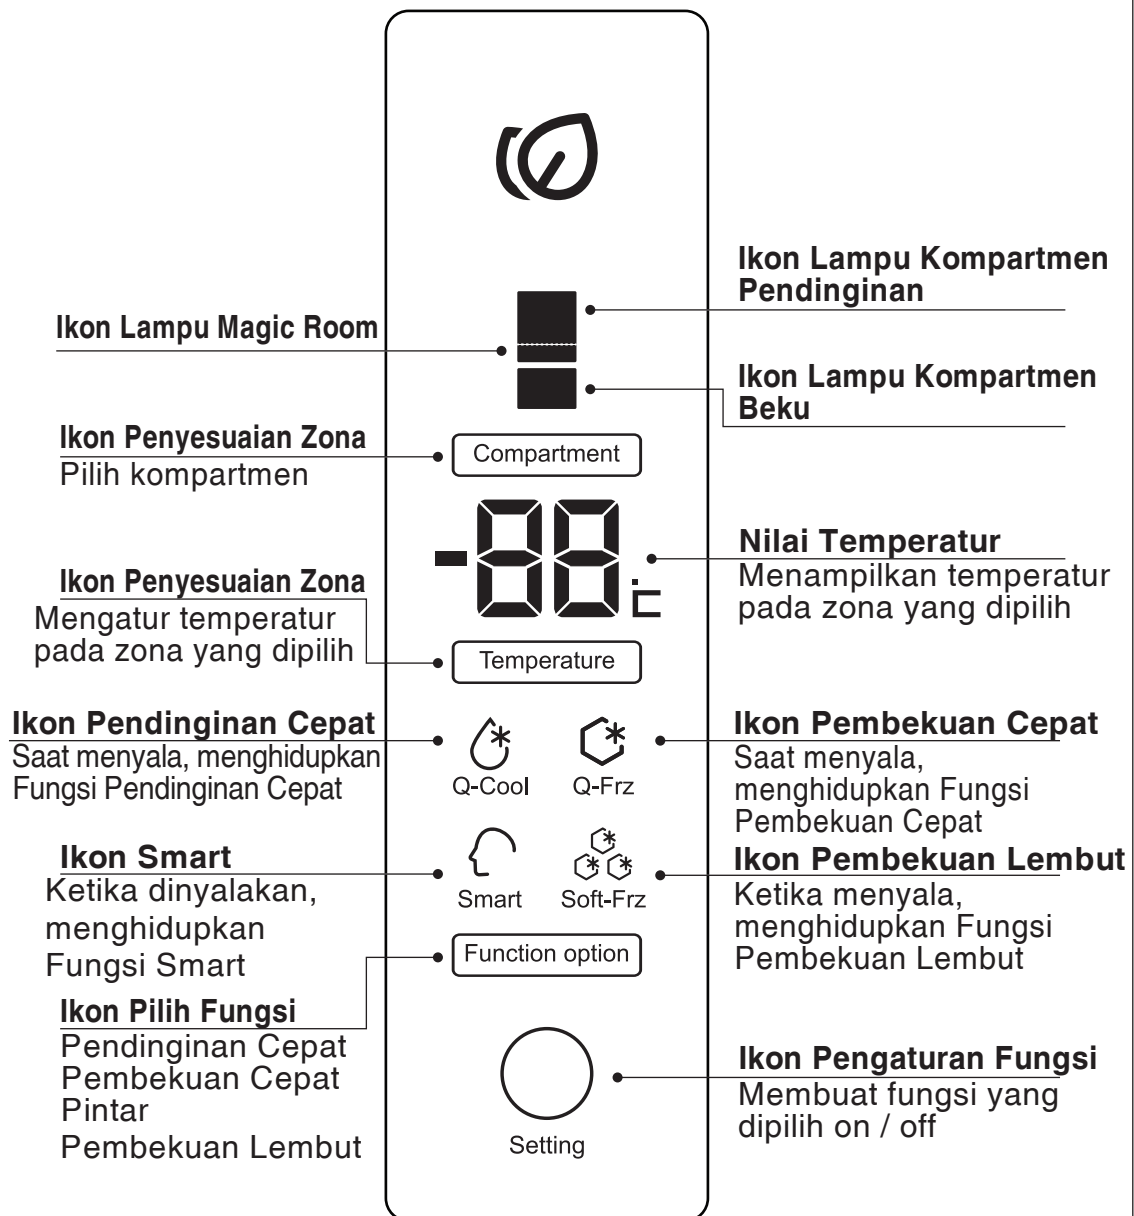 Ikon Lampu Magic Room
Ikon Lampu Kompartmen
Pendinginan
Ikon Lampu Kompartmen
Beku
Ikon Penyesuaian Zona
Pilih kompartmen
Compartment
-88 °C
Nilai Temperatur
Menampilkan temperatur
pada zona yang dipilih
Ikon Penyesuaian Zona
Mengatur temperatur
pada zona yang dipilih
Temperature
Ikon Pendinginan Cepat
Saat menyala, menghidupkan
Fungsi Pendinginan Cepat
Q-Cool
Q-Frz
Ikon Pembekuan Cepat
Saat menyala,
menghidupkan Fungsi
Pembekuan Cepat
Ikon Smart
Ketika dinyalakan,
menghidupkan
Fungsi Smart
Smart
Soft-Frz
Ikon Pembekuan Lembut
Ketika menyala,
menghidupkan Fungsi
Pembekuan Lembut
Function option
Ikon Pilih Fungsi
Pendinginan Cepat
Pembekuan Cepat
Pintar
Pembekuan Lembut
Setting
Ikon Pengaturan Fungsi
Membuat fungsi yang
dipilih on / off